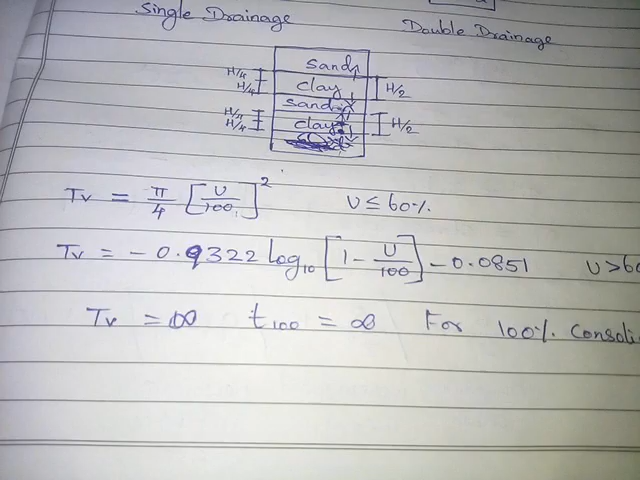 Single Drainage
Double Drainage
sand
H/4 clay H/2
H/4
sand
H/4 clay H/2
H/4
Tv = π/4 [U/100]² U ≤ 60%
Tv = -0.9322 log10 [1 - U/100] - 0.0851 U>60
Tv = ∞ t100 = ∞ For 100% Consoli